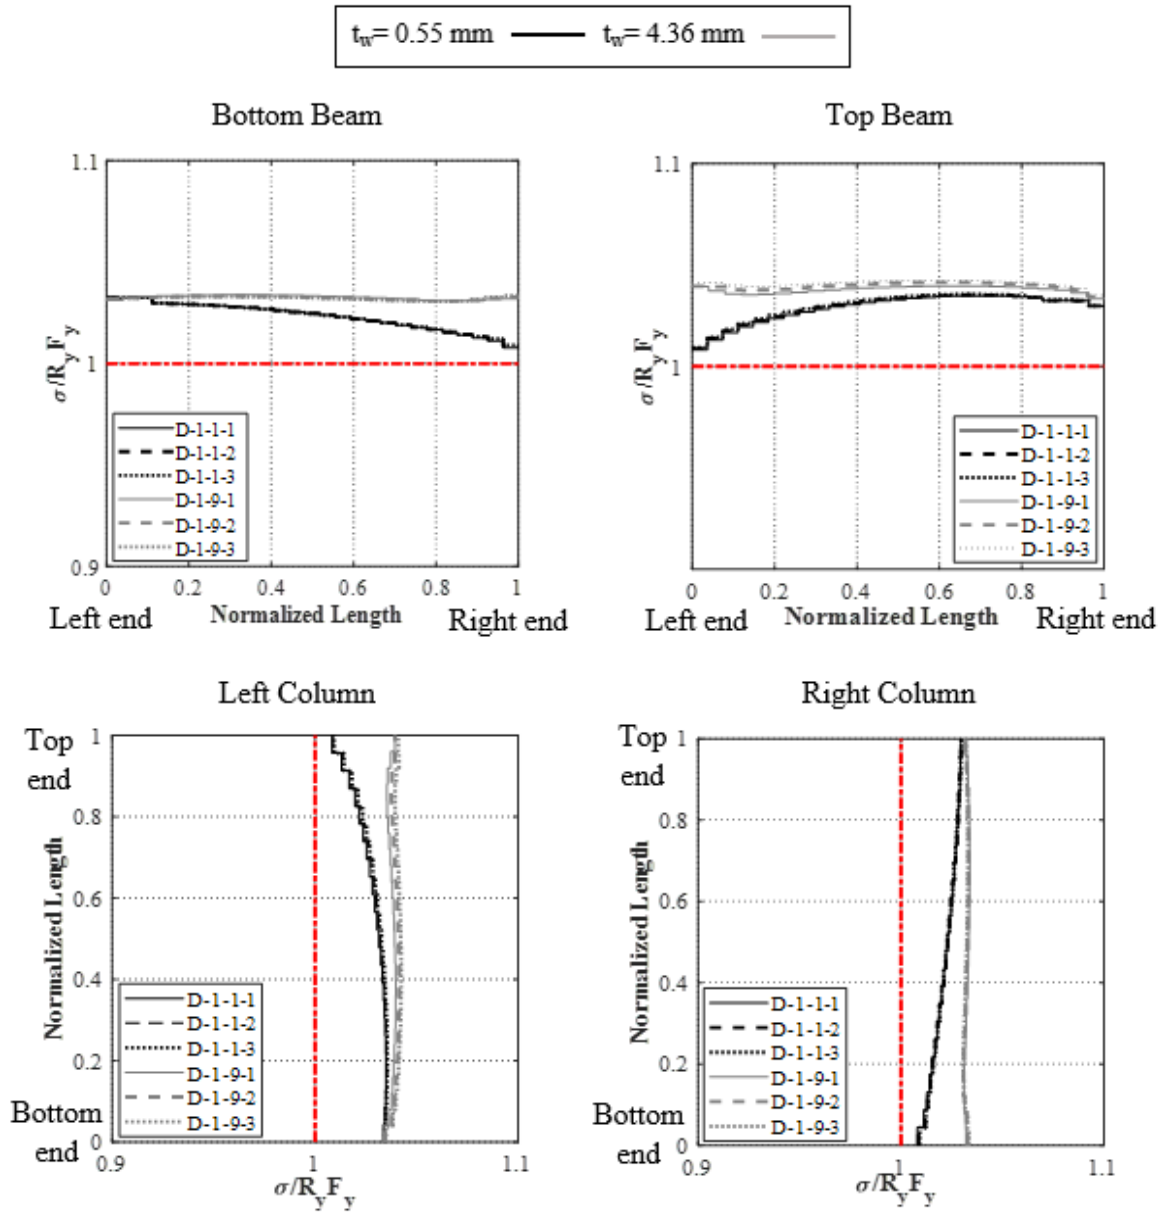 t_w= 0.55 mm t_w= 4.36 mm
Bottom Beam
1.1
σ/R_yF_y
1
0.9
D-1-1-1
D-1-1-2
D-1-1-3
D-1-9-1
D-1-9-2
D-1-9-3
0 0.2 0.4 0.6 0.8 1
Left end Normalized Length Right end
Top Beam
1.1
σ/R_yF_y
1
D-1-1-1
D-1-1-2
D-1-1-3
D-1-9-1
D-1-9-2
D-1-9-3
0 0.2 0.4 0.6 0.8 1
Left end Normalized Length Right end
Left Column
Top
end
1
0.8
0.6
0.4
0.2
0
Normalized Length
D-1-1-1
D-1-1-2
D-1-1-3
D-1-9-1
D-1-9-2
D-1-9-3
Bottom
end
0.9 1 1.1
σ/R_yF_y
Right Column
Top
end
1
0.8
0.6
0.4
0.2
0
Normalized Length
D-1-1-1
D-1-1-2
D-1-1-3
D-1-9-1
D-1-9-2
D-1-9-3
Bottom
end
0.9 1 1.1
σ/R_yF_y